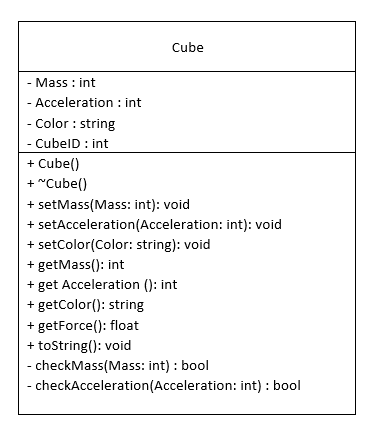 Cube
- Mass : int
- Acceleration : int
- Color : string
- CubeID : int
+ Cube()
+ ~Cube()
+ setMass(Mass: int): void
+ setAcceleration(Acceleration: int): void
+ setColor(Color: string): void
+ getMass(): int
+ get Acceleration (): int
+ getColor(): string
+ getForce(): float
+ toString(): void
- checkMass(Mass: int) : bool
- checkAcceleration(Acceleration: int) : bool